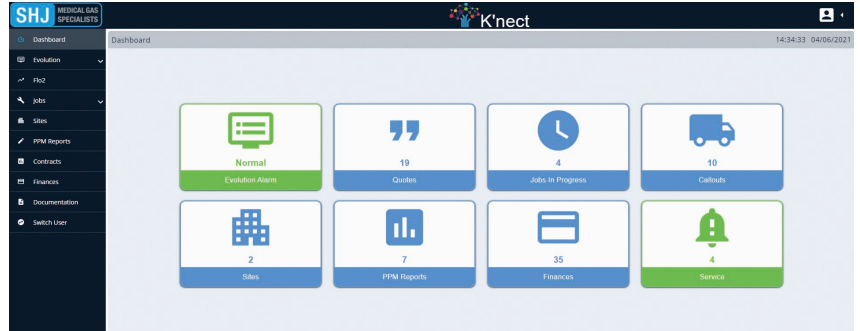 SHJ MEDICAL GAS
SPECIALISTS
K'nect
Dashboard
Evolution
Flo2
Jobs
Sites
PPM Reports
Contracts
Finances
Documentation
Switch User
Dashboard
14:34:33 04/06/2021
Normal
Evolution Alarm
19
Quotes
4
Jobs In Progress
10
Callouts
2
Sites
7
PPM Reports
35
Finances
4
Service